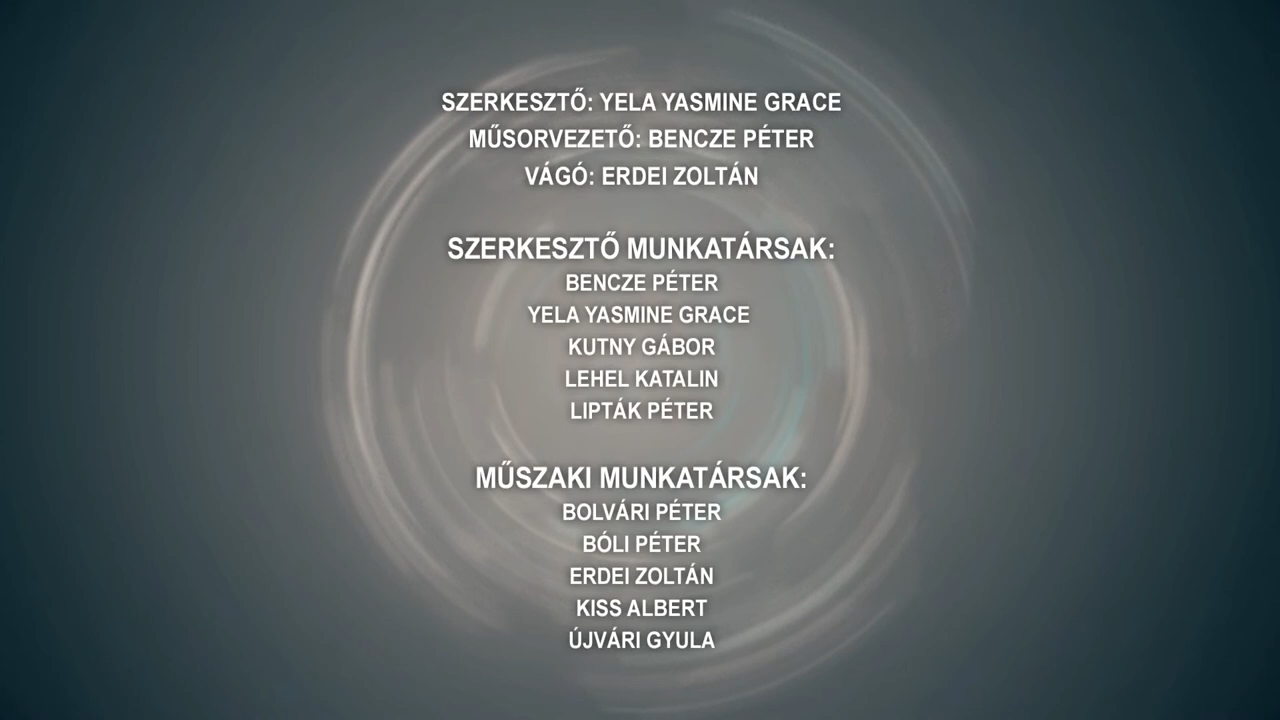 SZERKESZTŐ: YELA YASMINE GRACE
MŰSORVEZETŐ: BENCZE PÉTER
VÁGÓ: ERDEI ZOLTÁN
SZERKESZTŐ MUNKATÁRSAK:
BENCZE PÉTER
YELA YASMINE GRACE
KUTNY GÁBOR
LEHEL KATALIN
LIPTÁK PÉTER
MŰSZAKI MUNKATÁRSAK:
BOLVÁRI PÉTER
BÓLI PÉTER
ERDEI ZOLTÁN
KISS ALBERT
ÚJVÁRI GYULA